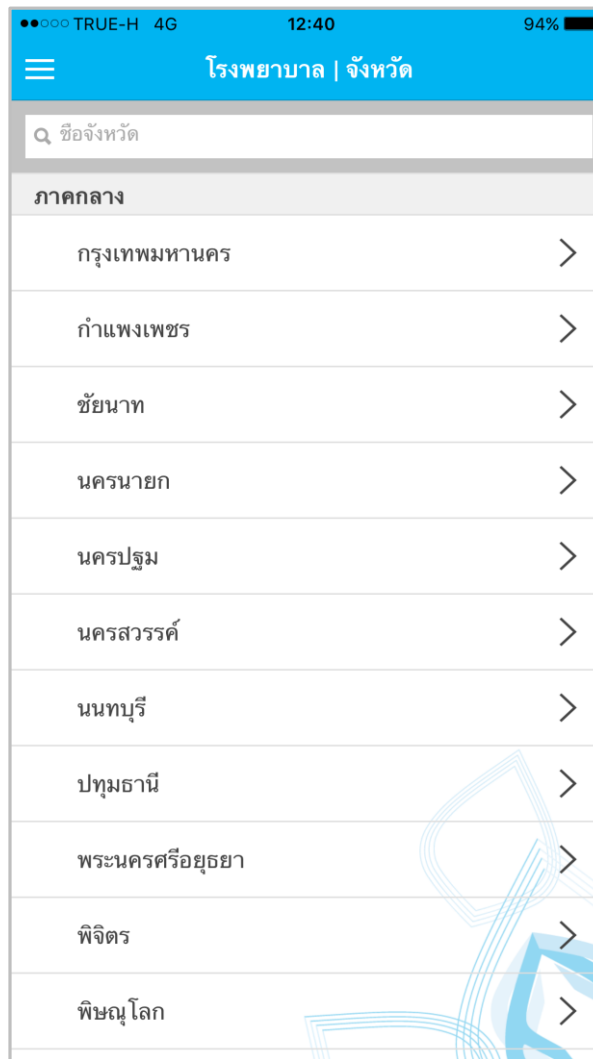 TRUE-H 4G 12:40 94%
โรงพยาบาล | จังหวัด
ชื่อจังหวัด
ภาคกลาง
กรุงเทพมหานคร
กำแพงเพชร
ชัยนาท
นครนายก
นครปฐม
นครสวรรค์
นนทบุรี
ปทุมธานี
พระนครศรีอยุธยา
พิจิตร
พิษณุโลก